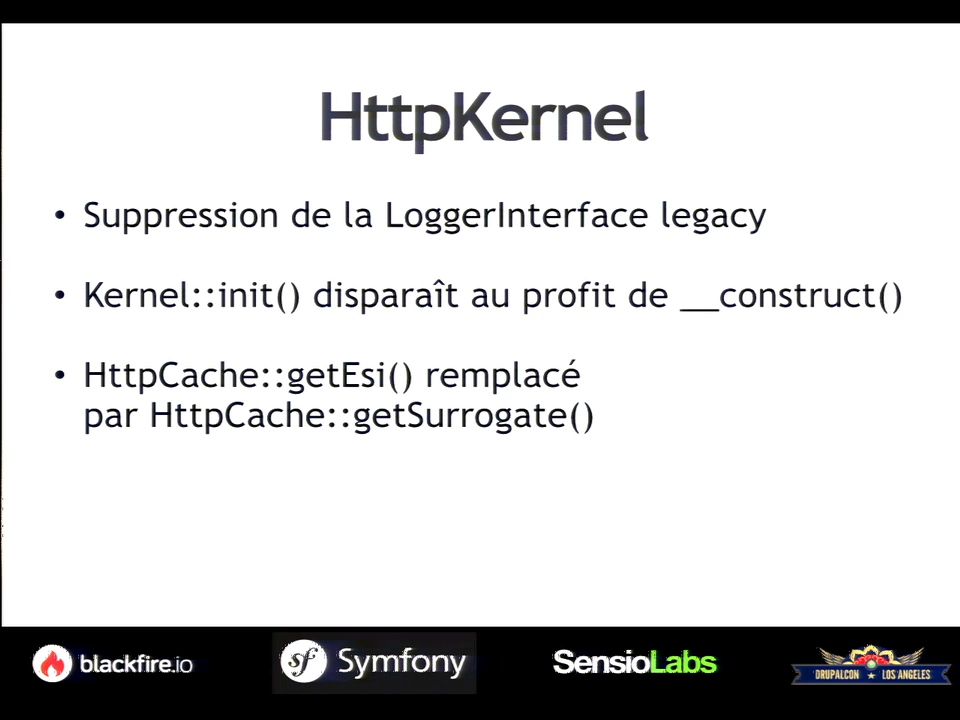 HttpKernel
• Suppression de la LoggerInterface legacy
• Kernel::init() disparaît au profit de __construct()
• HttpCache::getEsi() remplacé
par HttpCache::getSurrogate()
blackfire.io
sf Symfony
SensioLabs
DRUPALCON ★ LOS ANGELES